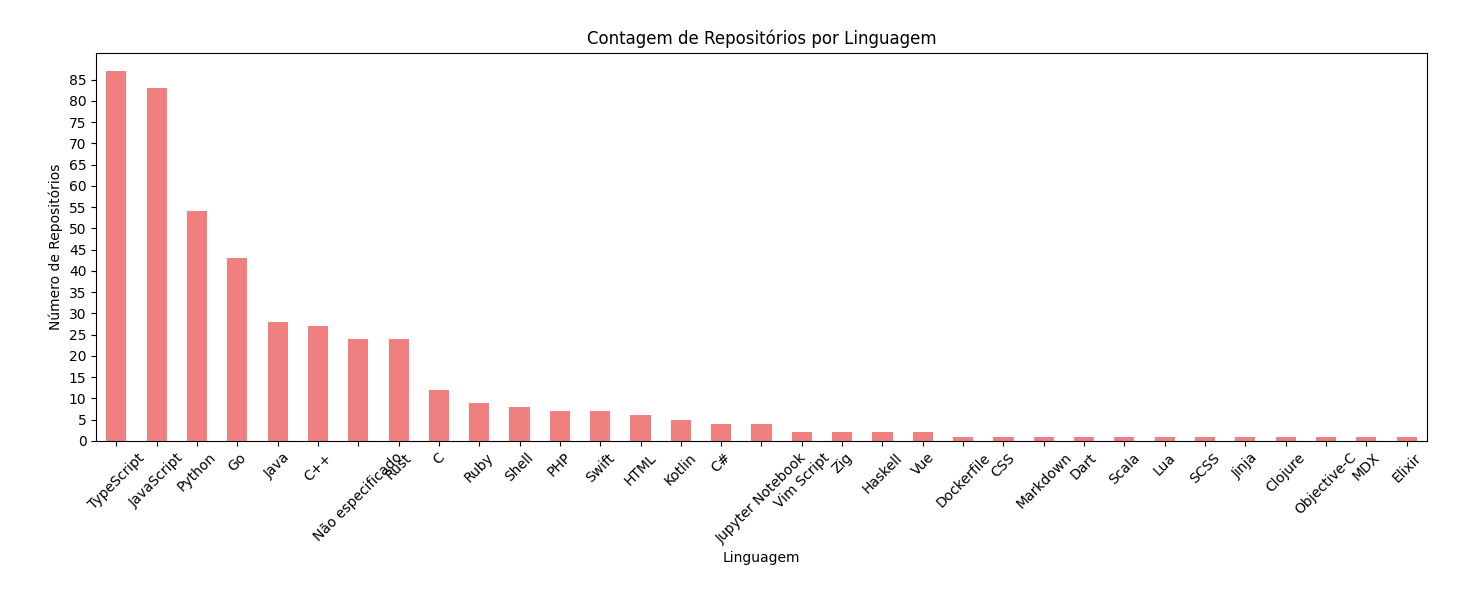 Contagem de Repositórios por Linguagem
Número de Repositórios
85
80
75
70
65
60
55
50
45
40
35
30
25
20
15
10
5
0
TypeScript
JavaScript
Python
Go
Java
C++
Não especificado
Rust
C
Ruby
Shell
PHP
Swift
HTML
Kotlin
C#
Jupyter Notebook
Vim Script
Zig
Haskell
Vue
Dockerfile
CSS
Markdown
Dart
Scala
Lua
SCSS
Jinja
Clojure
Objective-C
MDX
Elixir
Linguagem